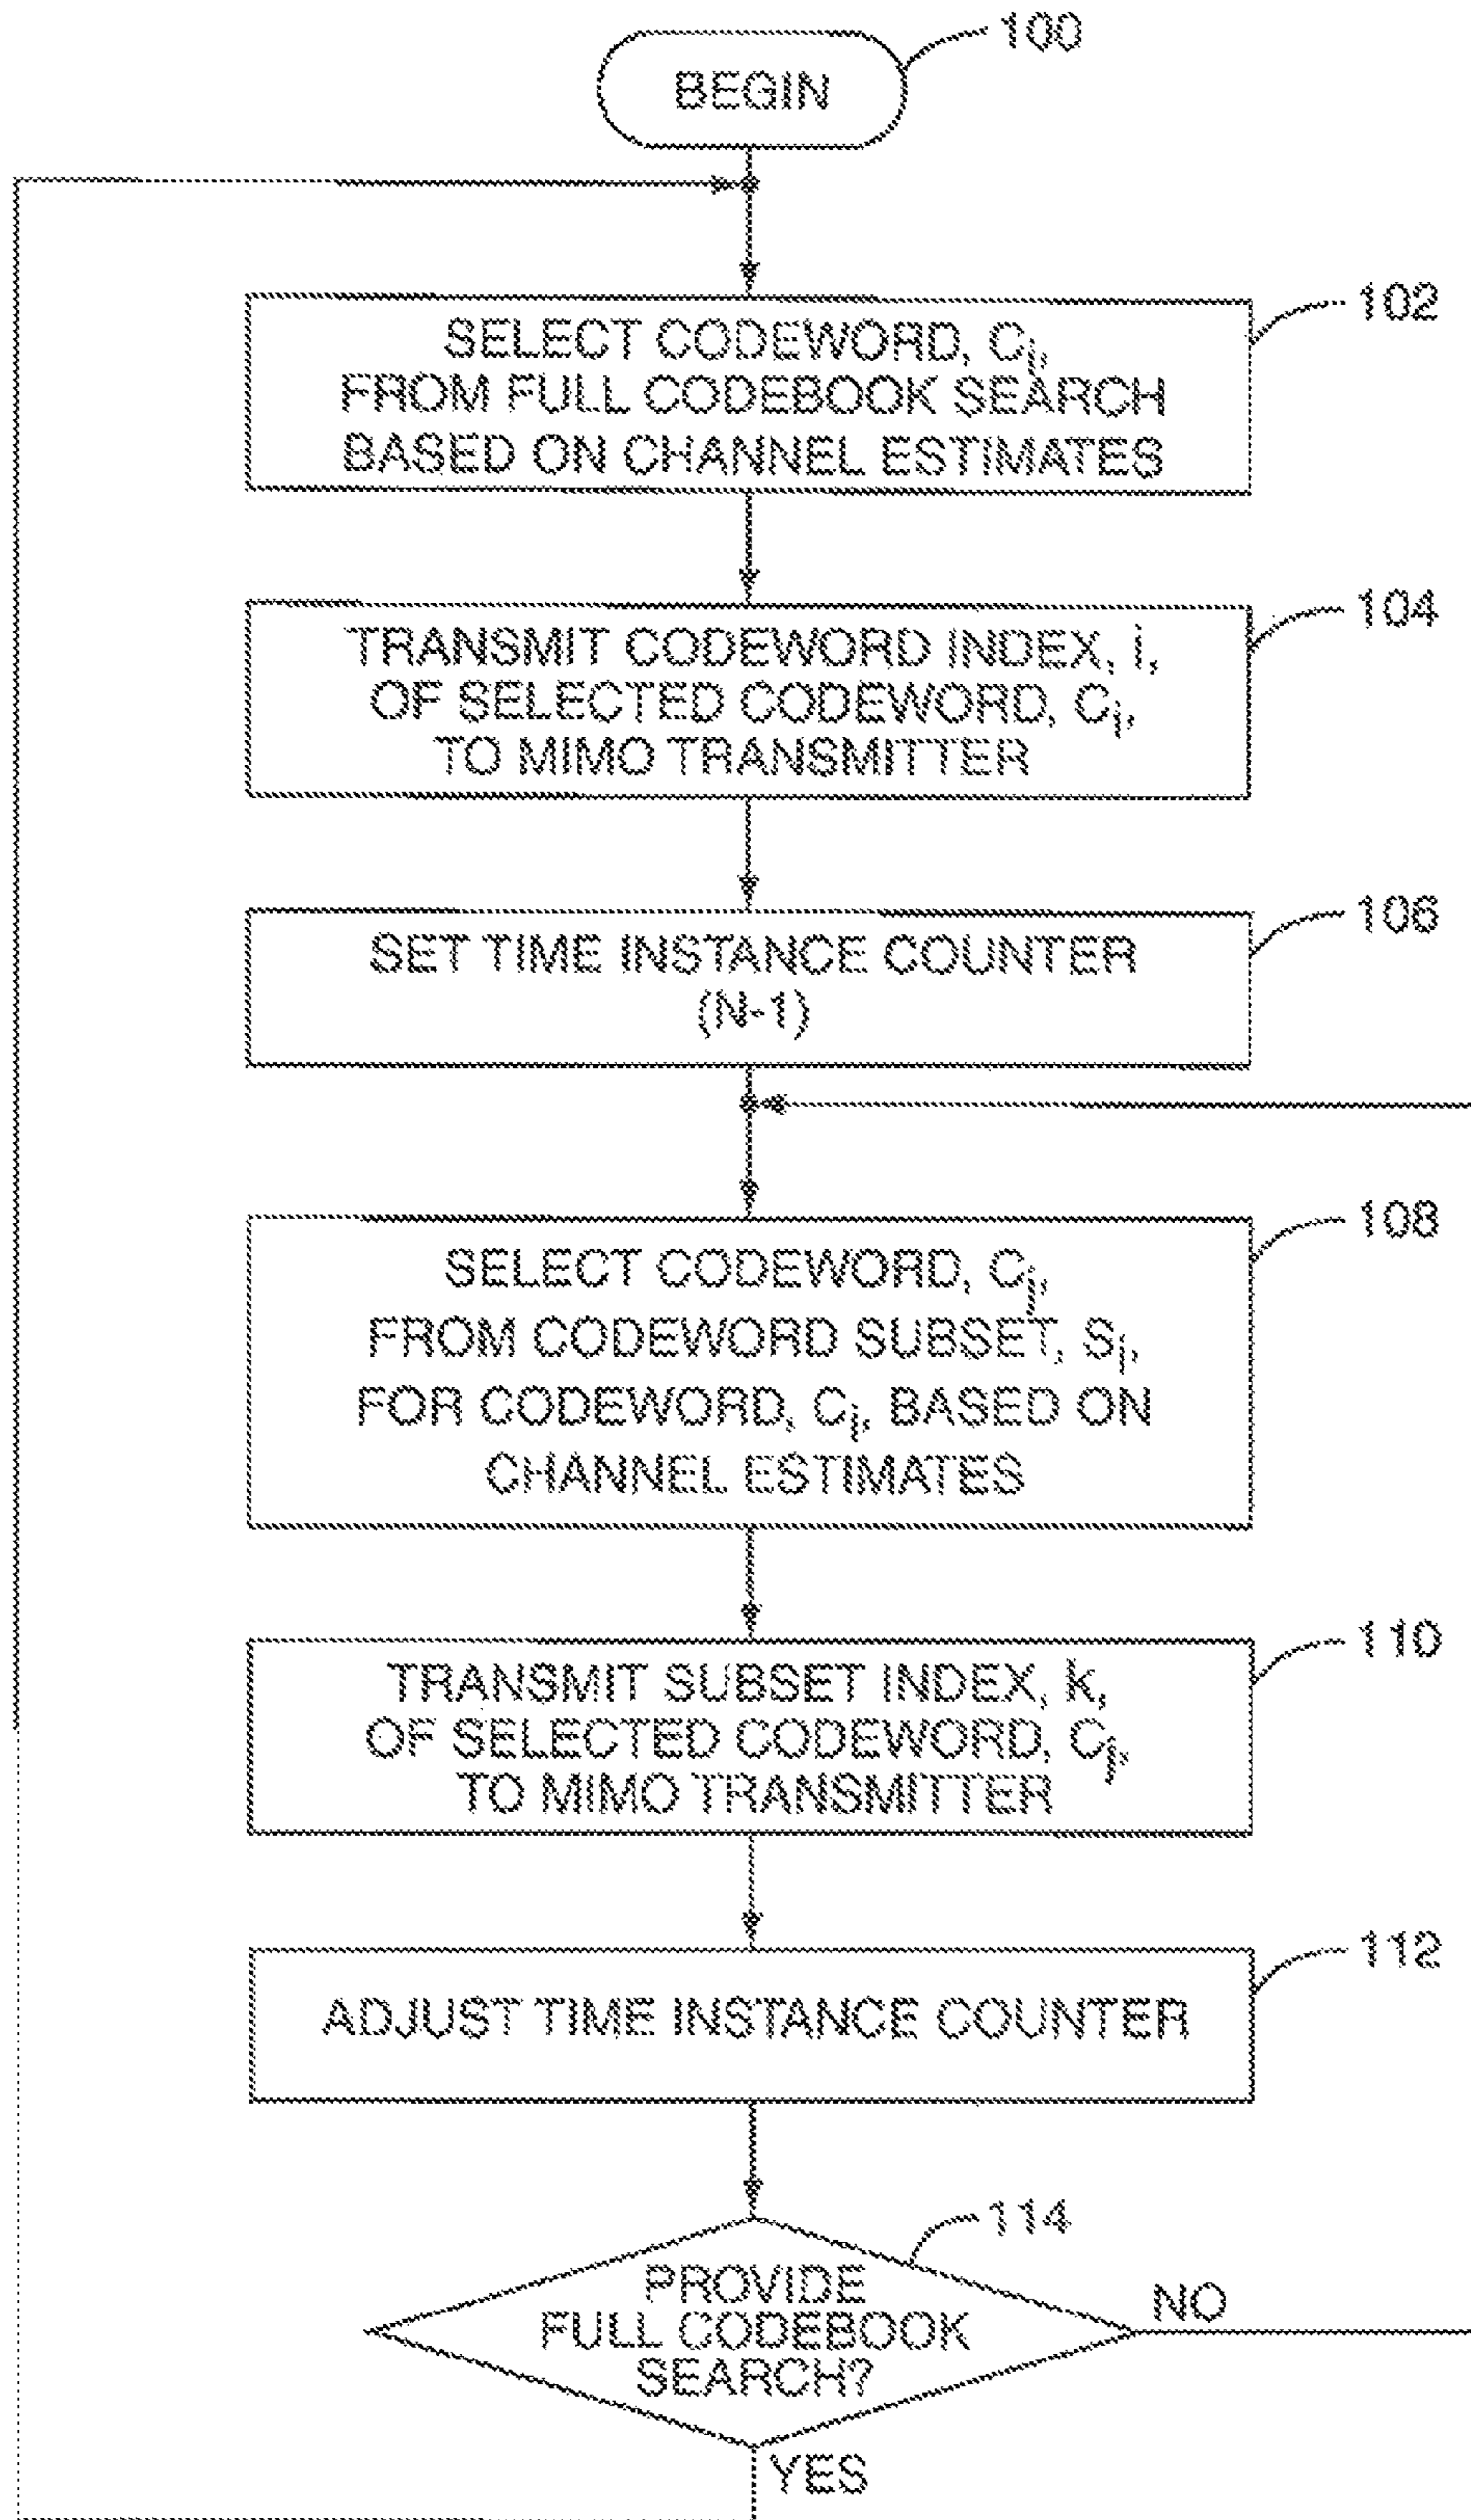 100
BEGIN
102
SELECT CODEWORD, Ci,
FROM FULL CODEBOOK SEARCH
BASED ON CHANNEL ESTIMATES
104
TRANSMIT CODEWORD INDEX, i,
OF SELECTED CODEWORD, Ci,
TO MIMO TRANSMITTER
106
SET TIME INSTANCE COUNTER
(N-1)
108
SELECT CODEWORD, Cj,
FROM CODEWORD SUBSET, Si,
FOR CODEWORD, Ci, BASED ON
CHANNEL ESTIMATES
110
TRANSMIT SUBSET INDEX, k,
OF SELECTED CODEWORD, Cj,
TO MIMO TRANSMITTER
112
ADJUST TIME INSTANCE COUNTER
114
PROVIDE
FULL CODEBOOK
SEARCH?
NO
YES